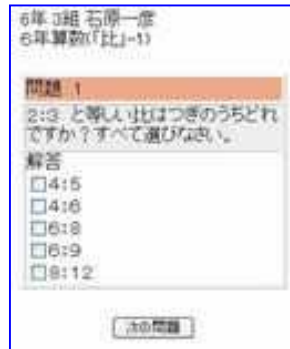 6年 3組 石原一彦
6年算数(「比」-1)
問題 1
2:3 と等しい比はつぎのうちどれ
ですか？すべて選びなさい。
解答
4:5
4:6
6:8
6:9
8:12
次の問題